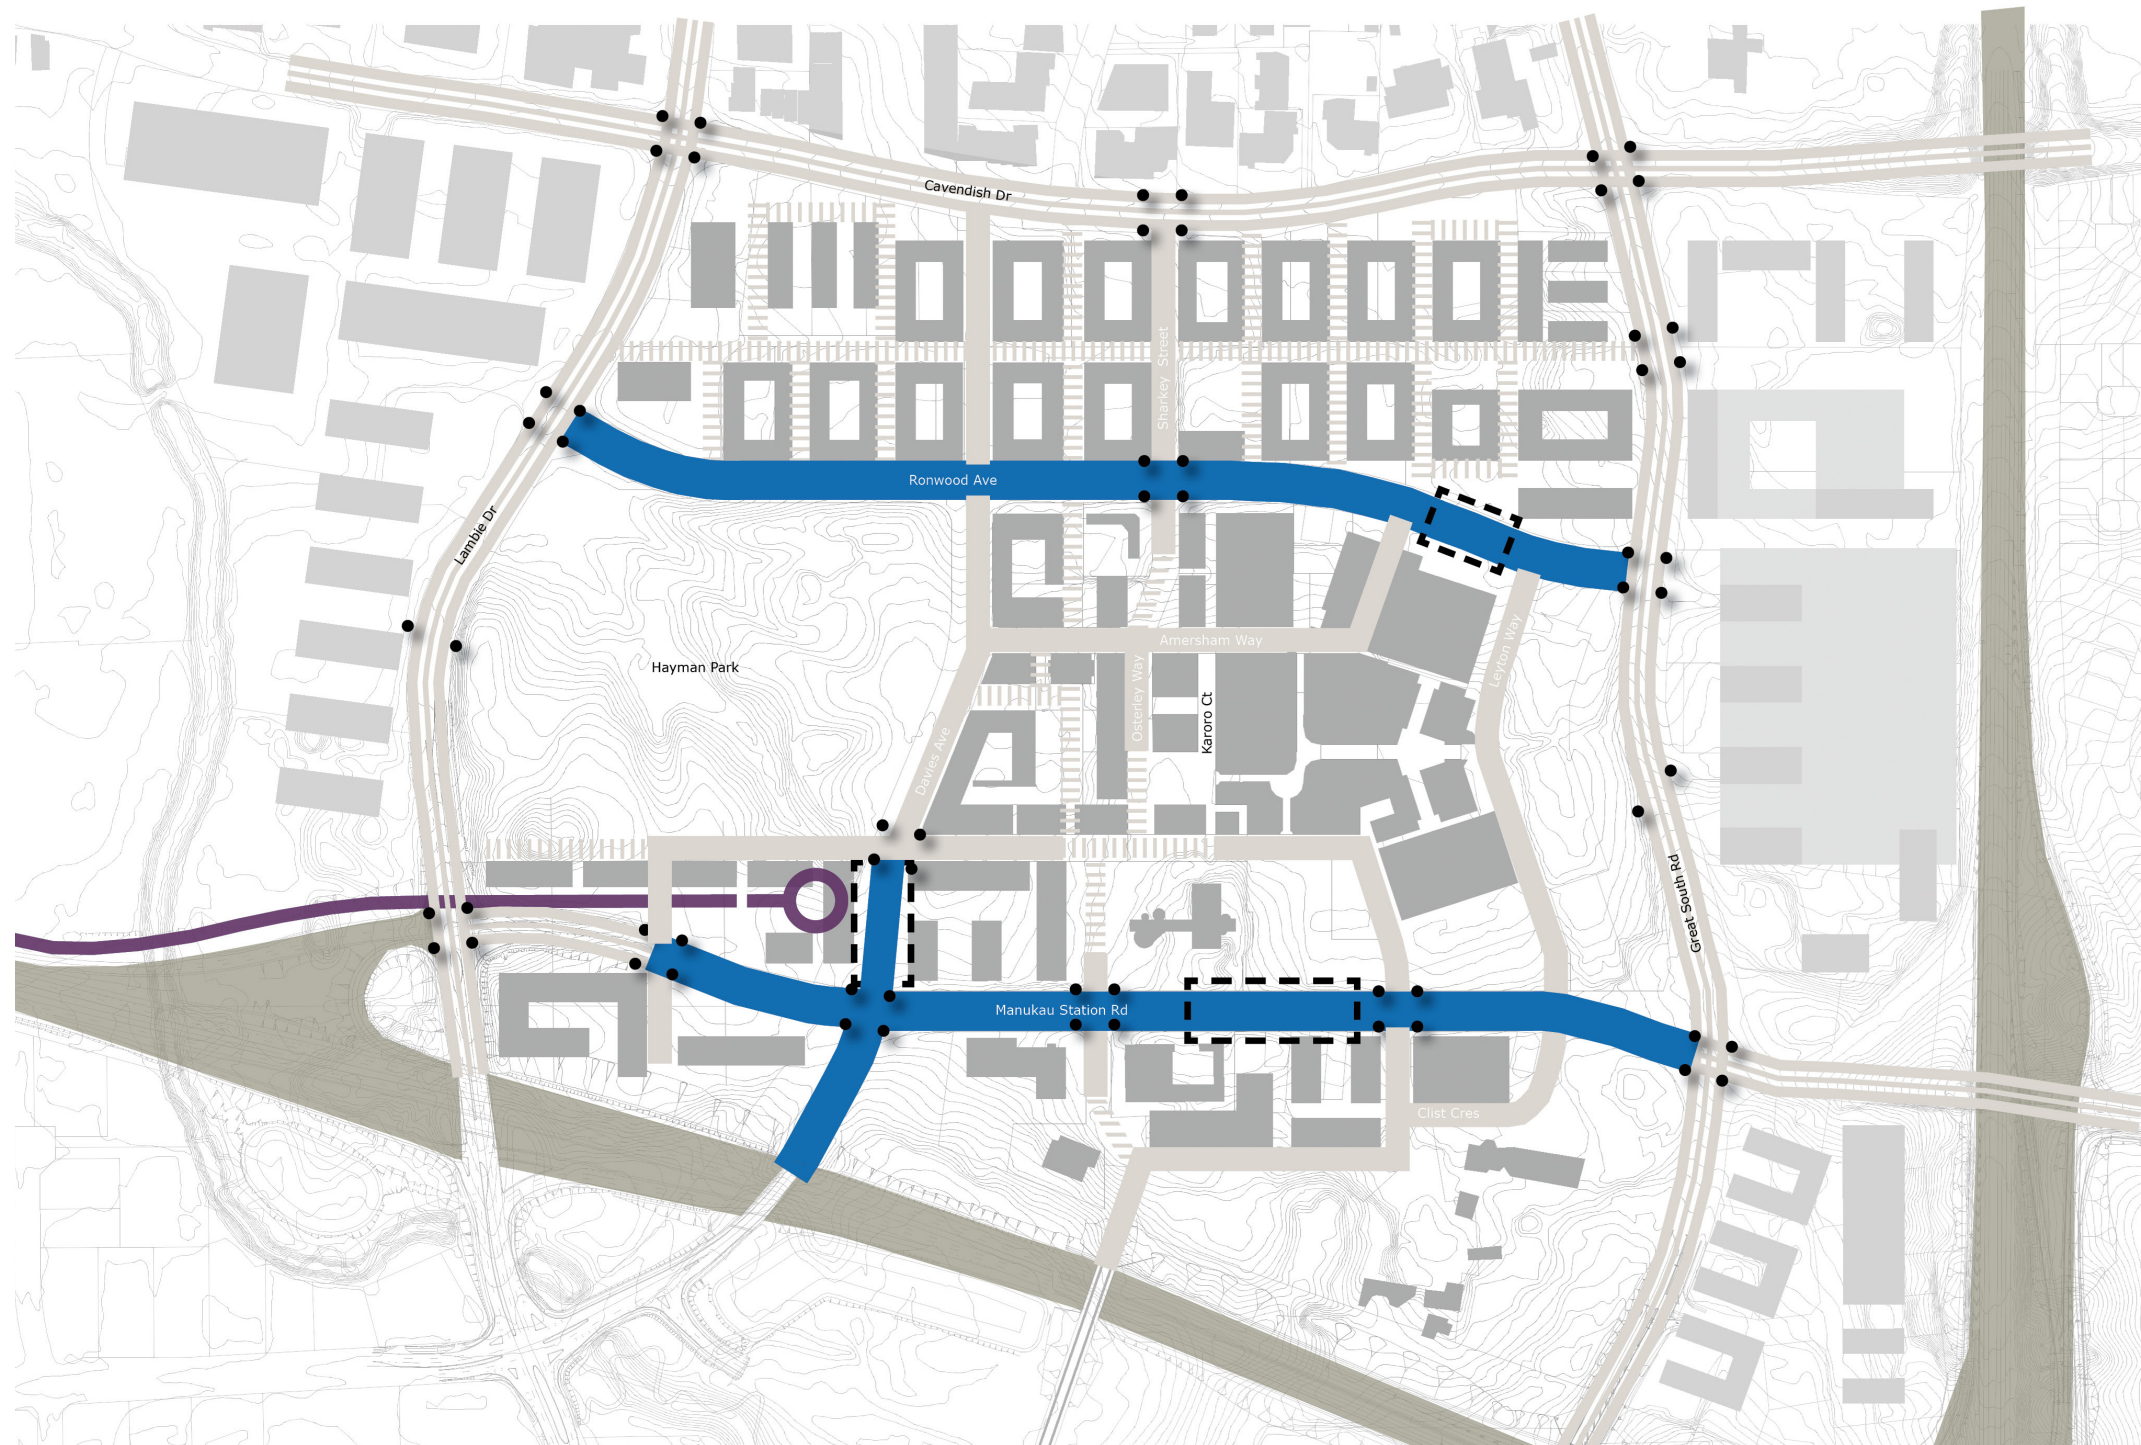 Cavendish Dr
Sharkey Street
Ronwood Ave
Lambie Dr
Amersham Way
Leyton Way
Hayman Park
Osterley Way
Karoro Ct
Davies Ave
Great South Rd
Manukau Station Rd
Clist Cres